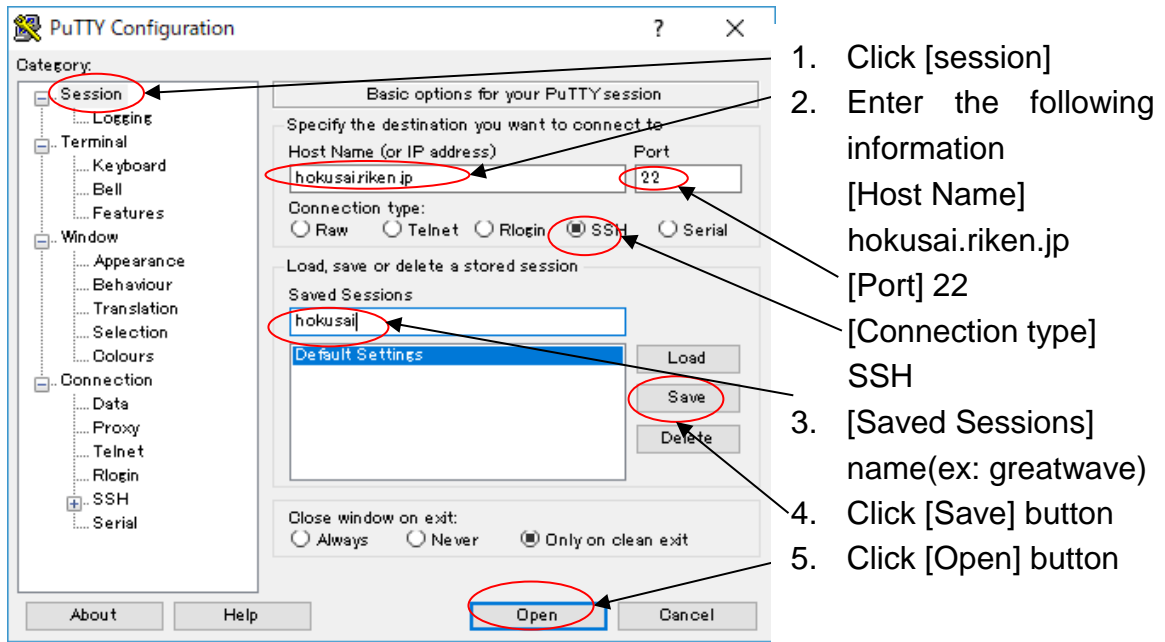 PuTTY Configuration
? ×
Category:
Session
Logging
Terminal
Keyboard
Bell
Features
Window
Appearance
Behaviour
Translation
Selection
Colours
Connection
Data
Proxy
Telnet
Rlogin
SSH
Serial
Basic options for your PuTTY session
Specify the destination you want to connect to
Host Name (or IP address) Port
hokusai.riken.jp 22
Connection type:
Raw Telnet Rlogin SSH Serial
Load, save or delete a stored session
Saved Sessions
hokusai
Default Settings
Load
Save
Delete
Close window on exit:
Always Never Only on clean exit
About Help Open Cancel
1. Click [session]
2. Enter the following
information
[Host Name]
hokusai.riken.jp
[Port] 22
[Connection type]
SSH
3. [Saved Sessions]
name(ex: greatwave)
4. Click [Save] button
5. Click [Open] button